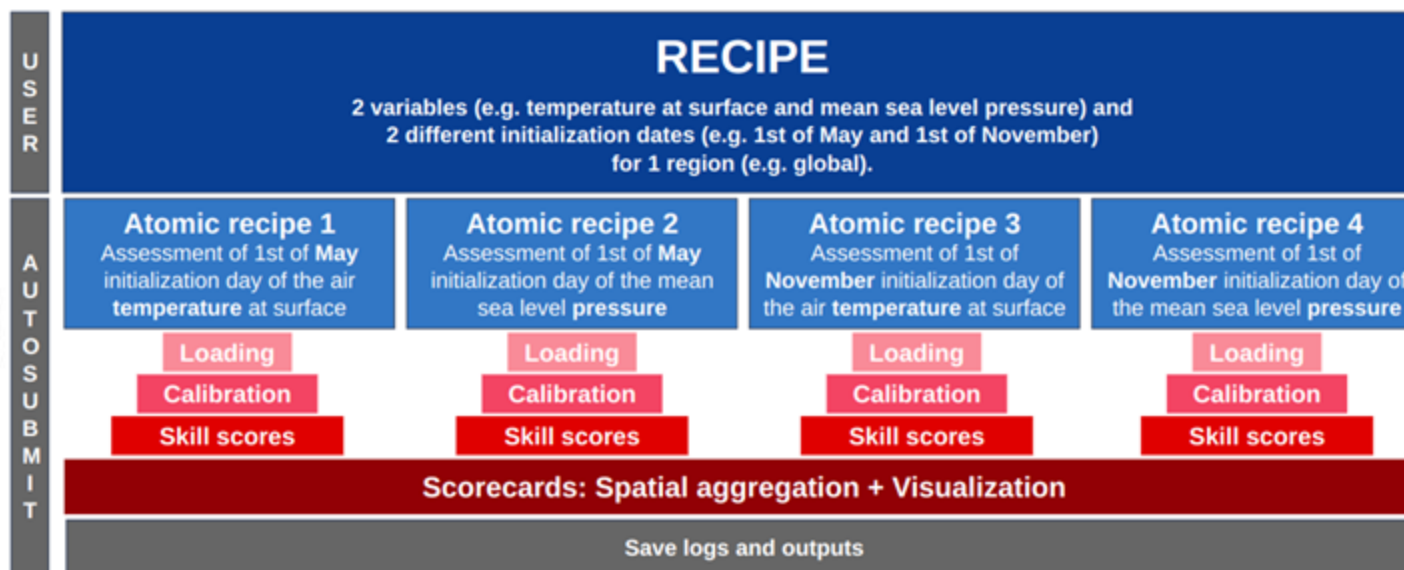 USER
RECIPE
2 variables (e.g. temperature at surface and mean sea level pressure) and
2 different initialization dates (e.g. 1st of May and 1st of November)
for 1 region (e.g. global).
AUTOSUBMIT
Atomic recipe 1
Assessment of 1st of May
initialization day of the air
temperature at surface
Loading
Calibration
Skill scores
Atomic recipe 2
Assessment of 1st of May
initialization day of the mean
sea level pressure
Loading
Calibration
Skill scores
Atomic recipe 3
Assessment of 1st of
November initialization day of
the air temperature at surface
Loading
Calibration
Skill scores
Atomic recipe 4
Assessment of 1st of
November initialization day of
the mean sea level pressure
Loading
Calibration
Skill scores
Scorecards: Spatial aggregation + Visualization
Save logs and outputs